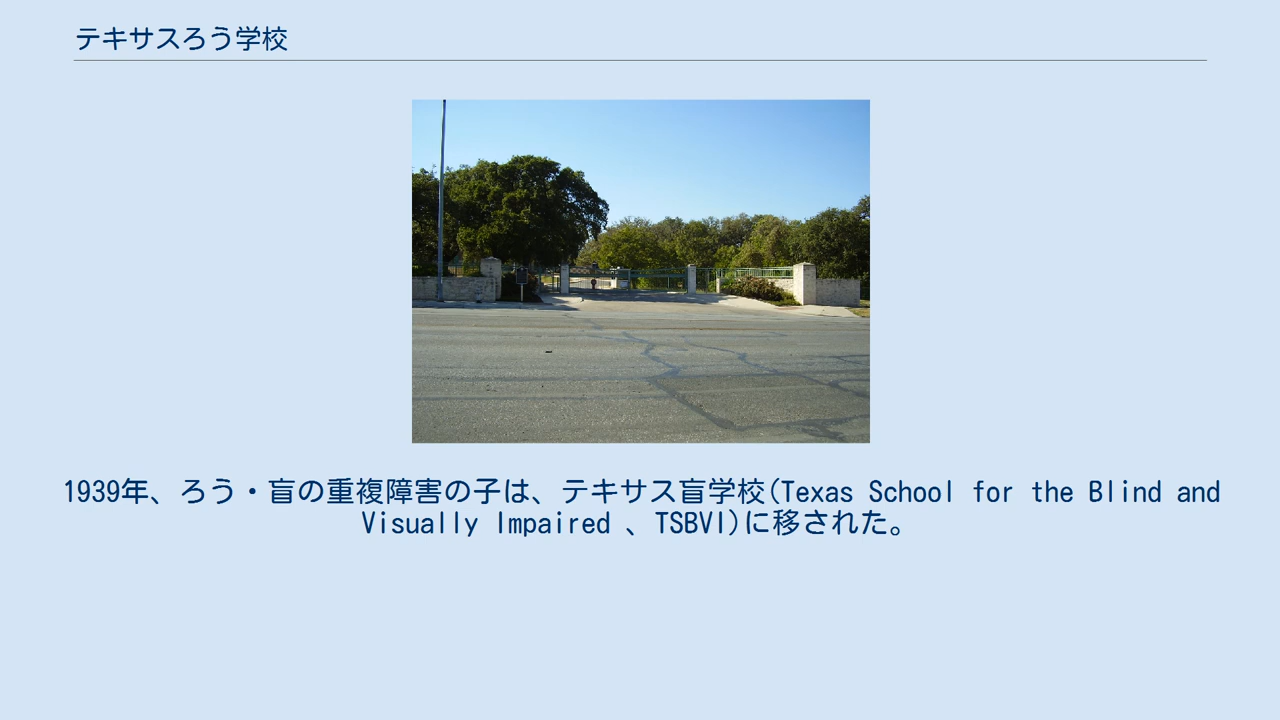 テキサスろう学校
1939年、ろう・盲の重複障害の子は、テキサス盲学校(Texas School for the Blind and
Visually Impaired 、TSBVI)に移された。